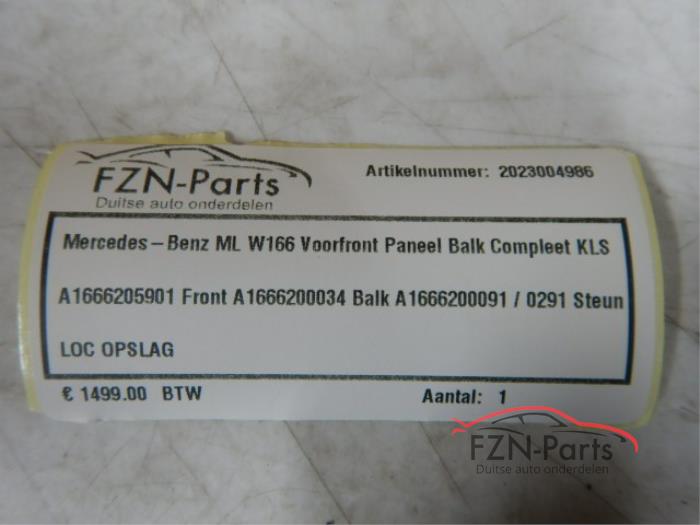 FZN-Parts
Duitse auto onderdelen
Artikelnummer: 2023004986
Mercedes-Benz ML W166 Voorfront Paneel Balk Compleet KLS
A1666205901 Front A1666200034 Balk A1666200091 / 0291 Steun
LOC OPSLAG
€ 1499.00 BTW
Aantal: 1
FZN-Parts
Duitse auto onderdelen